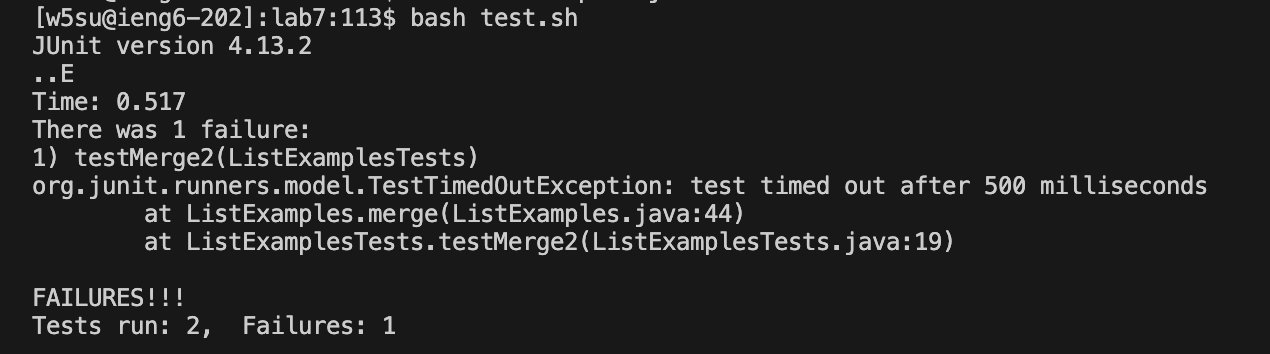 [w5su@ieng6-202]:lab7:113$ bash test.sh
JUnit version 4.13.2
..E
Time: 0.517
There was 1 failure:
1) testMerge2(ListExamplesTests)
org.junit.runners.model.TestTimedOutException: test timed out after 500 milliseconds
        at ListExamples.merge(ListExamples.java:44)
        at ListExamplesTests.testMerge2(ListExamplesTests.java:19)

FAILURES!!!
Tests run: 2,  Failures: 1